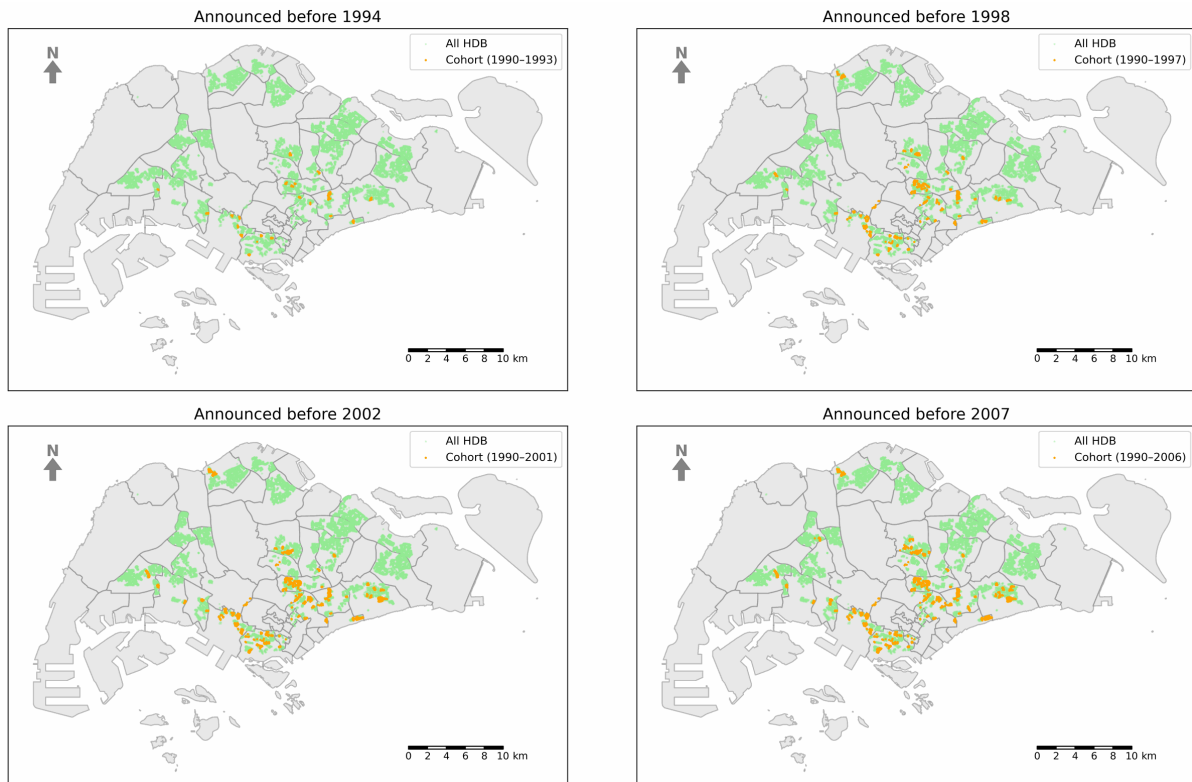 Announced before 1994
N
All HDB
Cohort (1990–1993)
0 2 4 6 8 10 km
Announced before 1998
N
All HDB
Cohort (1990–1997)
0 2 4 6 8 10 km
Announced before 2002
N
All HDB
Cohort (1990–2001)
0 2 4 6 8 10 km
Announced before 2007
N
All HDB
Cohort (1990–2006)
0 2 4 6 8 10 km